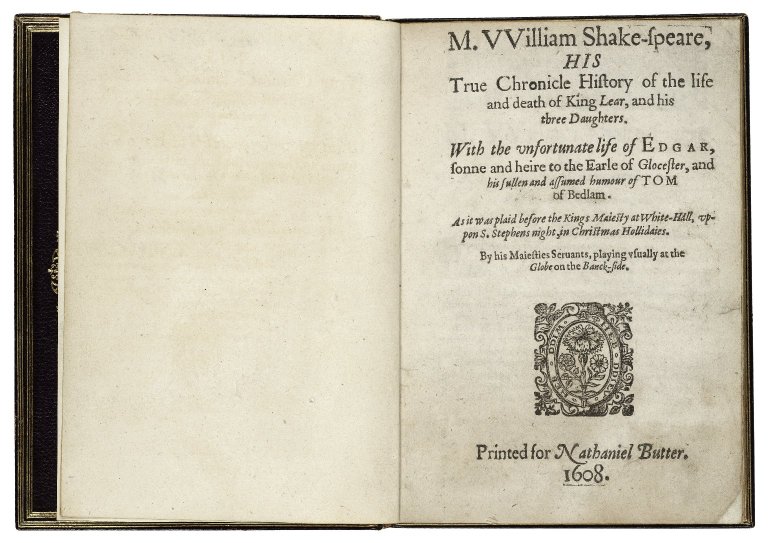 M. VVilliam Shake-ſpeare,
HIS
True Chronicle Hiſtory of the life
and death of King Lear, and his
three Daughters.
With the vnfortunate life of EDGAR,
ſonne and heire to the Earle of Gloceſter, and
his ſullen and aſſumed humour of TOM
of Bedlam.
As it was plaid before the Kings Maieſty at White-Hall, vp-
pon S. Stephens night, in Chriſtmas Hollidaies.
By his Maieſties Seruants, playing vſually at the
Globe on the Banck-ſide.
Printed for Nathaniel Butter.
1608.